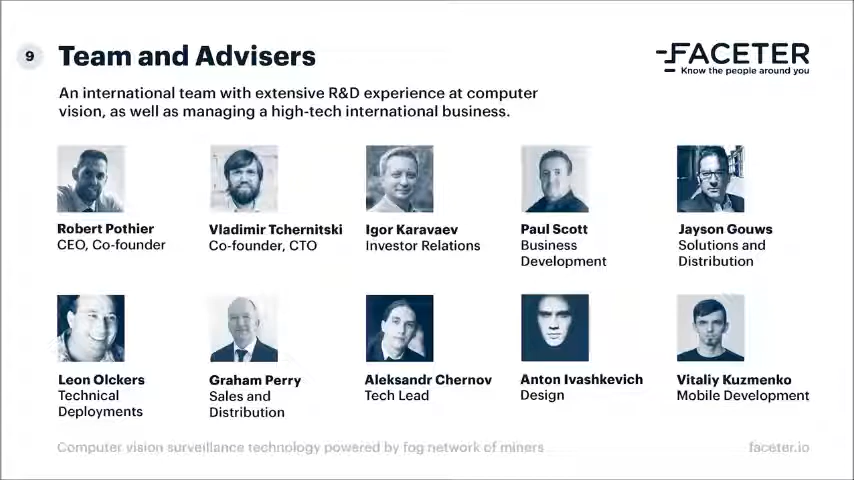 9
Team and Advisers
FACETER
Know the people around you
An international team with extensive R&D experience at computer
vision, as well as managing a high-tech international business.
Robert Pothier
CEO, Co-founder
Vladimir Tchernitski
Co-founder, CTO
Igor Karavaev
Investor Relations
Paul Scott
Business
Development
Jayson Gouws
Solutions and
Distribution
Leon Olckers
Technical
Deployments
Graham Perry
Sales and
Distribution
Aleksandr Chernov
Tech Lead
Anton Ivashkevich
Design
Vitaliy Kuzmenko
Mobile Development
Computer vision surveillance technology powered by fog network of miners
faceter.io